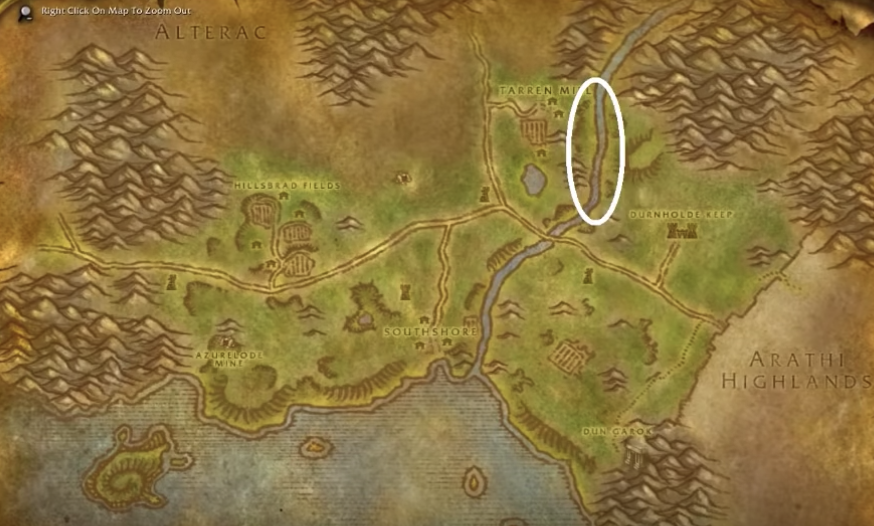 Right Click On Map To Zoom Out
ALTERAC
TARREN MILL
HILLSBRAD FIELDS
DURNHOLDE KEEP
SOUTHSHORE
AZURELODE
MINE
ARATHI
HIGHLANDS
DUN GAROK